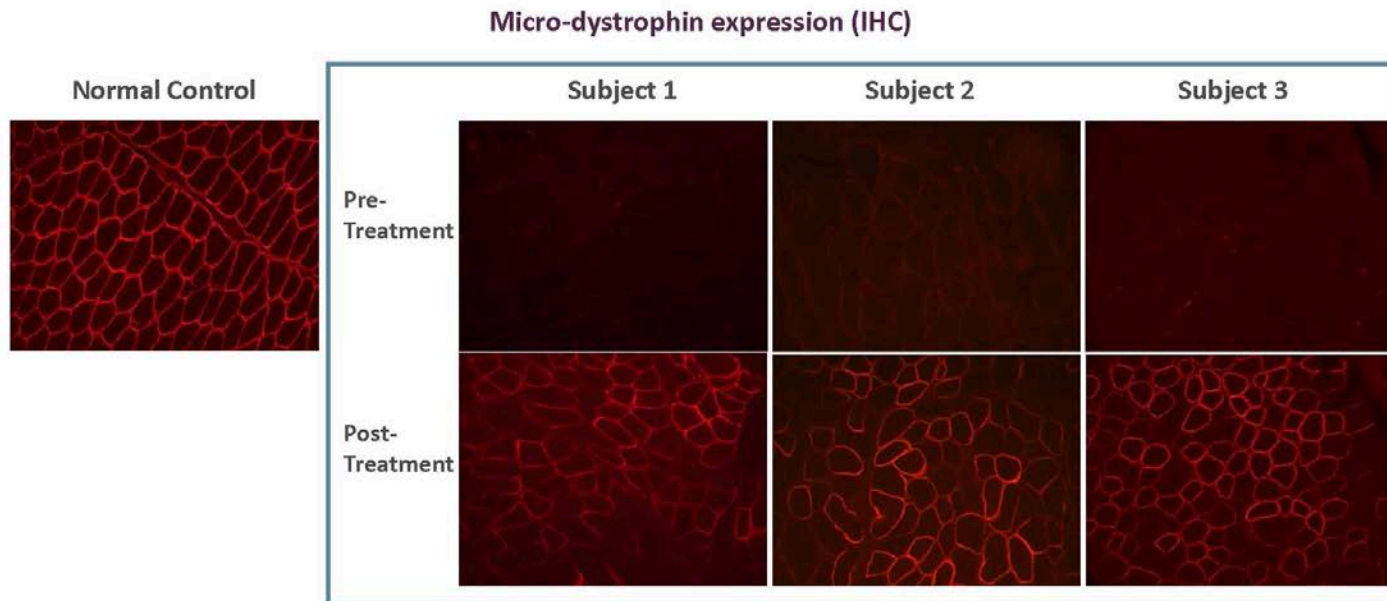 Micro-dystrophin expression (IHC)
Normal Control
Subject 1
Subject 2
Subject 3
Pre-
Treatment
Post-
Treatment